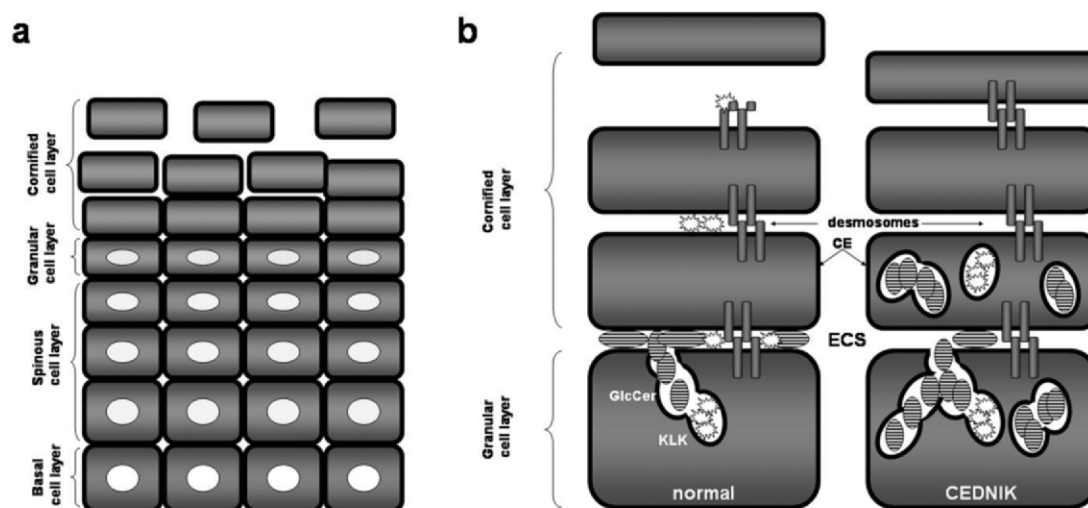 a
Cornified
cell layer
Granular
cell layer
Spinous
cell layer
Basal
cell layer
b
Cornified
cell layer
desmosomes
CE
ECS
Granular
cell layer
GlcCer
KLK
normal
CEDNIK